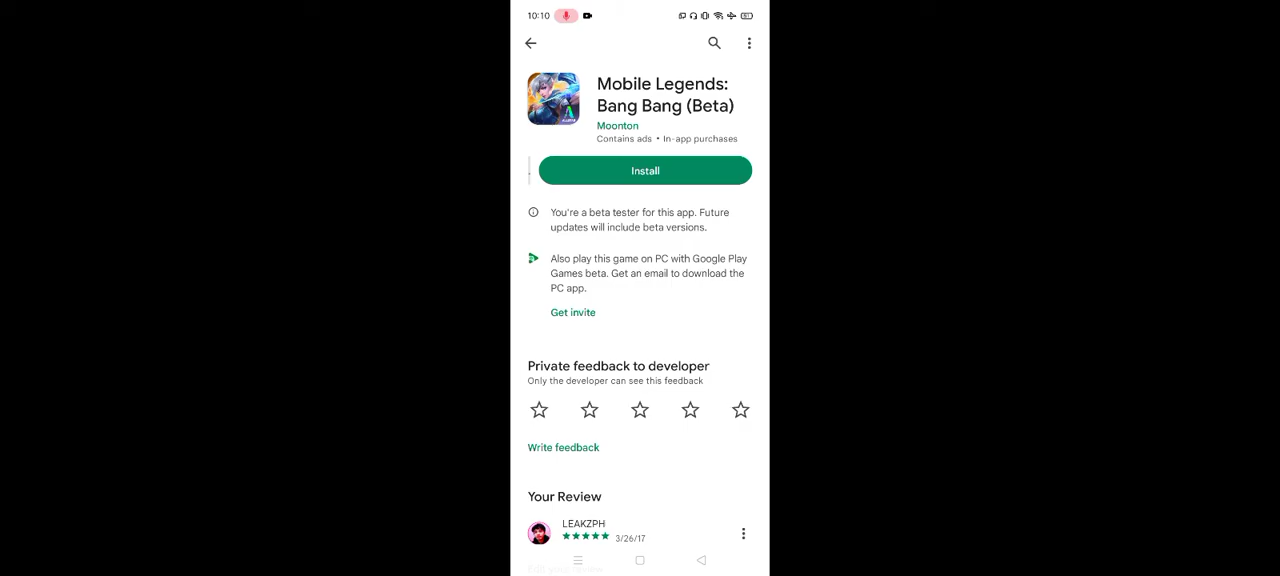 10:10
Mobile Legends:
Bang Bang (Beta)
Moonton
Contains ads • In-app purchases
Install
You're a beta tester for this app. Future
updates will include beta versions.
Also play this game on PC with Google Play
Games beta. Get an email to download the
PC app.
Get invite
Private feedback to developer
Only the developer can see this feedback
Write feedback
Your Review
LEAKZPH
3/26/17